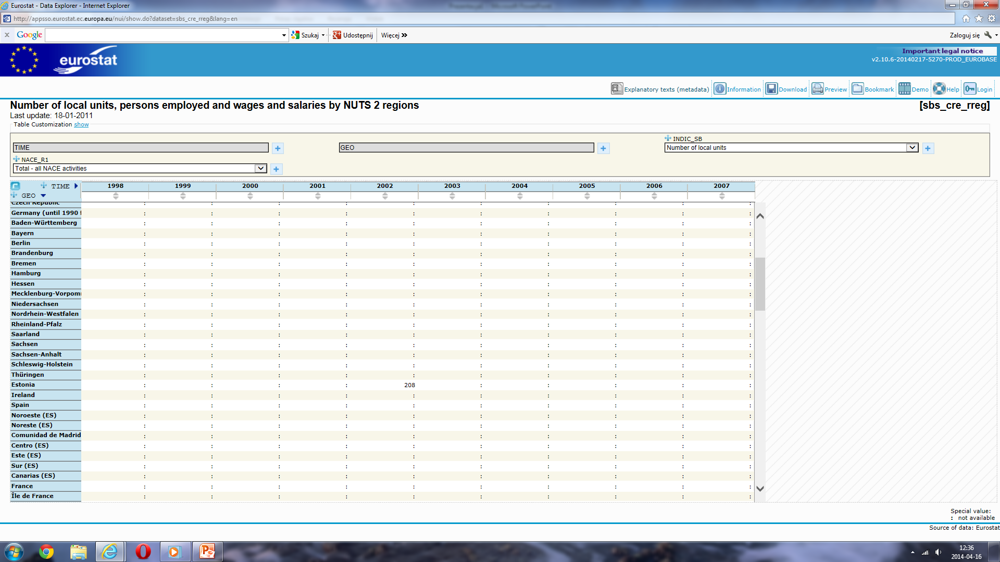 Eurostat - Data Explorer - Internet Explorer
http://appsso.eurostat.ec.europa.eu/nui/show.do?dataset=sbs_cre_rreg&lang=en
x Google Szukaj Udostępnij Więcej Zaloguj się
eurostat
Important legal notice
v2.10.6-20140217-5270-PROD_EUROBASE
Explanatory texts (metadata) Information Download Preview Bookmark Demo Help Login
Number of local units, persons employed and wages and salaries by NUTS 2 regions [sbs_cre_rreg]
Last update: 18-01-2011
Table Customization show
INDIC_SB
TIME + GEO + Number of local units +
NACE_R1
Total - all NACE activities +
TIME 1998 1999 2000 2001 2002 2003 2004 2005 2006 2007
GEO
Czech Republic : : : : : : : : : :
Germany (until 1990 f : : : : : : : : : :
Baden-Württemberg : : : : : : : : : :
Bayern : : : : : : : : : :
Berlin : : : : : : : : : :
Brandenburg : : : : : : : : : :
Bremen : : : : : : : : : :
Hamburg : : : : : : : : : :
Hessen : : : : : : : : : :
Mecklenburg-Vorpom : : : : : : : : : :
Niedersachsen : : : : : : : : : :
Nordrhein-Westfalen : : : : : : : : : :
Rheinland-Pfalz : : : : : : : : : :
Saarland : : : : : : : : : :
Sachsen : : : : : : : : : :
Sachsen-Anhalt : : : : : : : : : :
Schleswig-Holstein : : : : : : : : : :
Thüringen : : : : : : : : : :
Estonia : : : : 208 : : : : :
Ireland : : : : : : : : : :
Spain : : : : : : : : : :
Noroeste (ES) : : : : : : : : : :
Noreste (ES) : : : : : : : : : :
Comunidad de Madrid : : : : : : : : : :
Centro (ES) : : : : : : : : : :
Este (ES) : : : : : : : : : :
Sur (ES) : : : : : : : : : :
Canarias (ES) : : : : : : : : : :
France : : : : : : : : : :
Île de France : : : : : : : : : :
Special value:
: not available
Source of data: Eurostat
12:36
2014-04-16